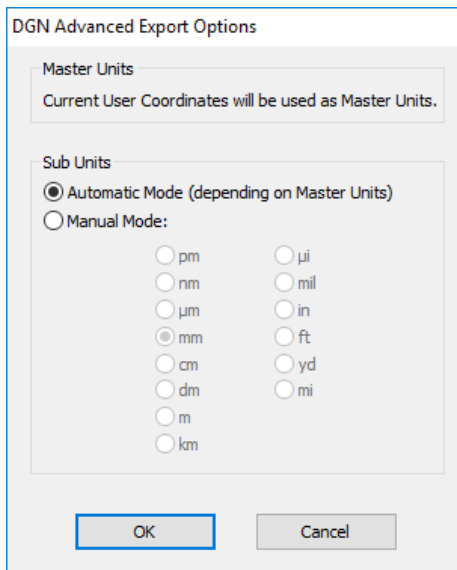 DGN Advanced Export Options
Master Units
Current User Coordinates will be used as Master Units.
Sub Units
Automatic Mode (depending on Master Units)
Manual Mode:
pm µi
nm mil
µm in
mm ft
cm yd
dm mi
m
km
OK Cancel